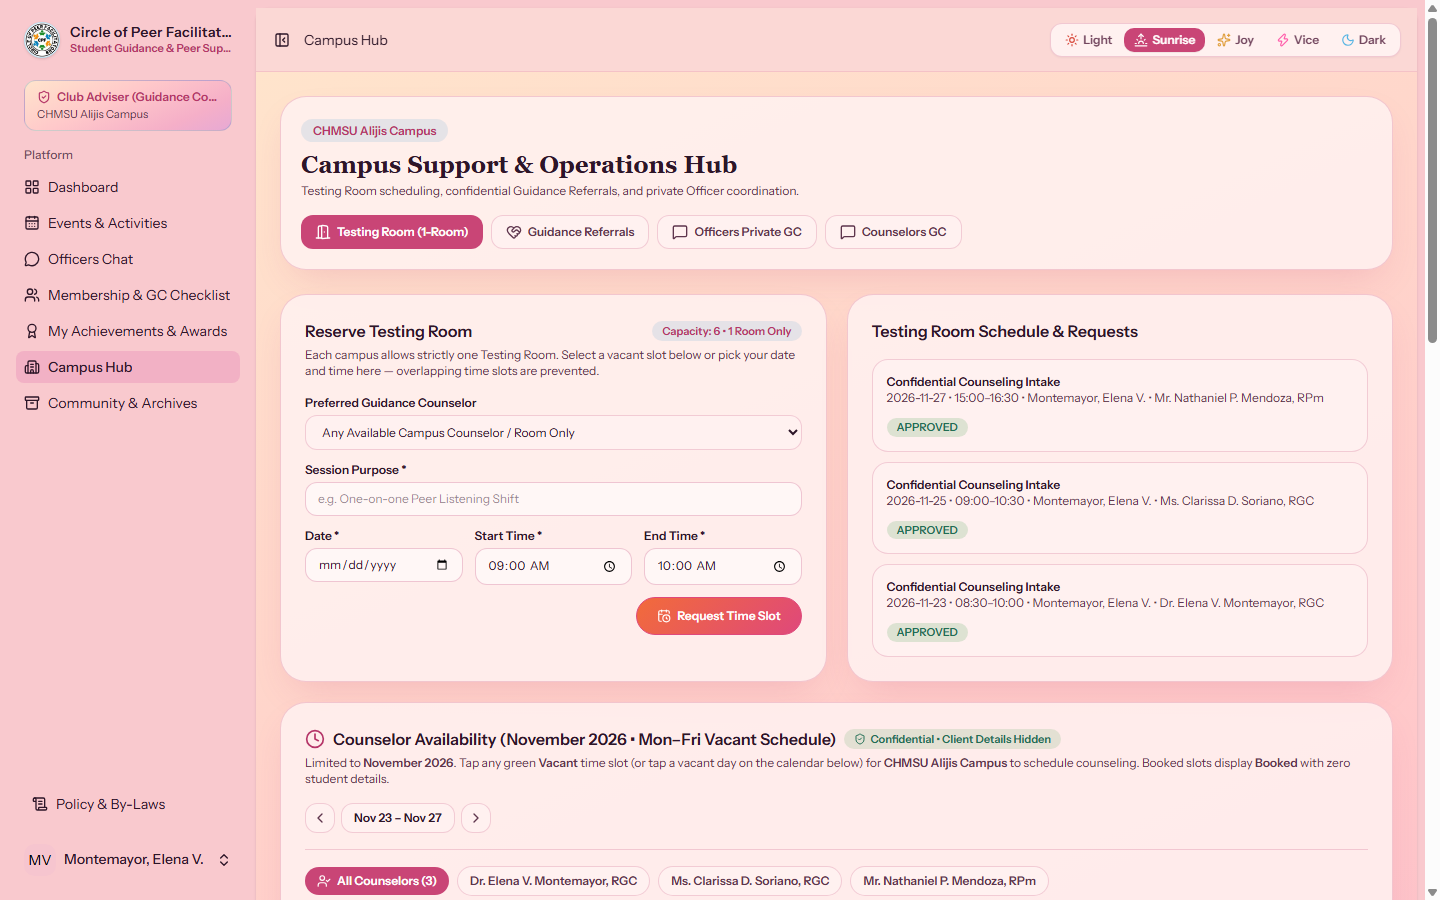 Circle of Peer Facilitat...
Student Guidance & Peer Sup...
Club Adviser (Guidance Co...
CHMSU Alijis Campus
Platform
Dashboard
Events & Activities
Officers Chat
Membership & GC Checklist
My Achievements & Awards
Campus Hub
Community & Archives
Policy & By-Laws
MV Montemayor, Elena V.
Campus Hub
Light Sunrise Joy Vice Dark
CHMSU Alijis Campus
Campus Support & Operations Hub
Testing Room scheduling, confidential Guidance Referrals, and private Officer coordination.
Testing Room (1-Room) Guidance Referrals Officers Private GC Counselors GC
Reserve Testing Room Capacity: 6 • 1 Room Only
Each campus allows strictly one Testing Room. Select a vacant slot below or pick your date
and time here — overlapping time slots are prevented.
Preferred Guidance Counselor
Any Available Campus Counselor / Room Only
Session Purpose *
e.g. One-on-one Peer Listening Shift
Date * Start Time * End Time *
mm/dd/yyyy 09:00 AM 10:00 AM
Request Time Slot
Testing Room Schedule & Requests
Confidential Counseling Intake
2026-11-27 • 15:00-16:30 • Montemayor, Elena V. • Mr. Nathaniel P. Mendoza, RPm
APPROVED
Confidential Counseling Intake
2026-11-25 • 09:00-10:30 • Montemayor, Elena V. • Ms. Clarissa D. Soriano, RGC
APPROVED
Confidential Counseling Intake
2026-11-23 • 08:30-10:00 • Montemayor, Elena V. • Dr. Elena V. Montemayor, RGC
APPROVED
Counselor Availability (November 2026 • Mon-Fri Vacant Schedule) Confidential • Client Details Hidden
Limited to November 2026. Tap any green Vacant time slot (or tap a vacant day on the calendar below) for CHMSU Alijis Campus to schedule counseling. Booked slots display Booked with zero
student details.
Nov 23 – Nov 27
All Counselors (3) Dr. Elena V. Montemayor, RGC Ms. Clarissa D. Soriano, RGC Mr. Nathaniel P. Mendoza, RPm